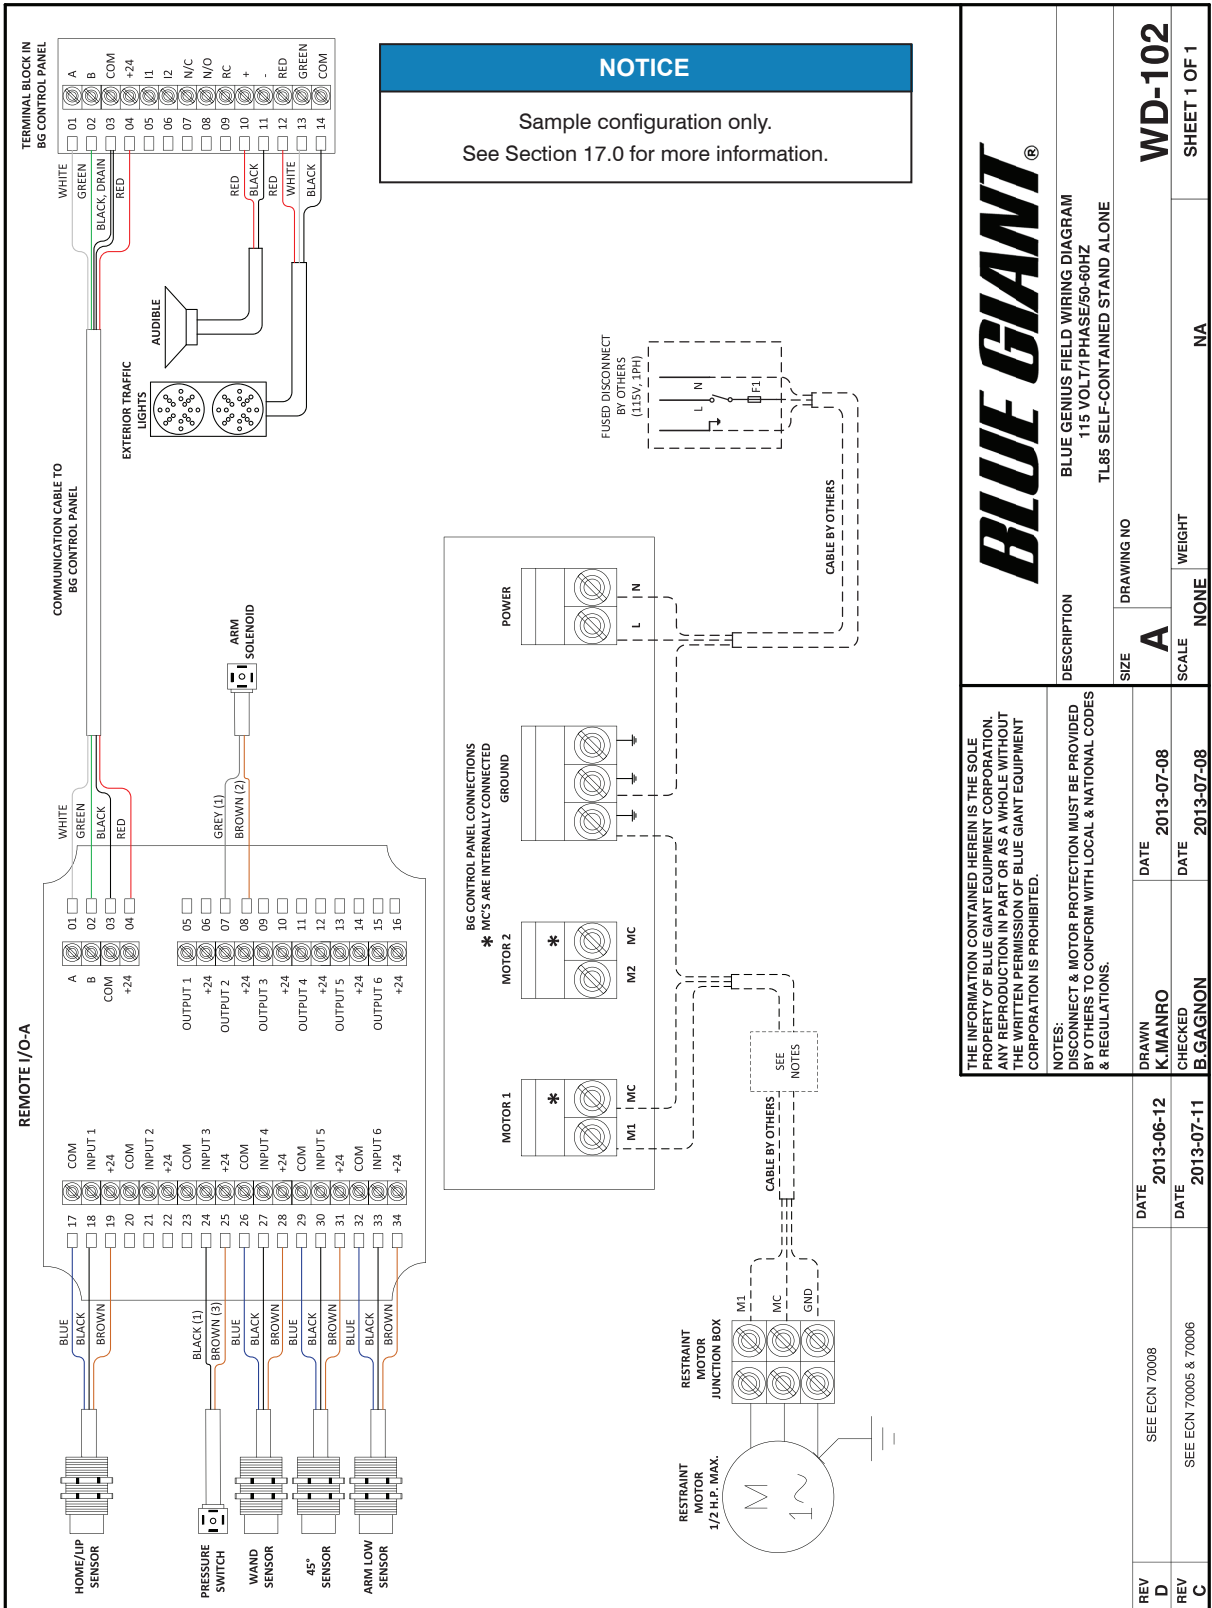 NOTICE
Sample configuration only.
See Section 17.0 for more information.
TERMINAL BLOCK IN
BG CONTROL PANEL
A
B
COM
+24
I1
I2
N/C
N/O
RC
+
-
RED
GREEN
COM
01
02
03
04
05
06
07
08
09
10
11
12
13
14
WHITE
GREEN
BLACK, DRAIN
RED
RED
BLACK
RED
WHITE
BLACK
AUDIBLE
EXTERIOR TRAFFIC
LIGHTS
COMMUNICATION CABLE TO
BG CONTROL PANEL
ARM
SOLENOID
WHITE
GREEN
BLACK
RED
GREY (1)
BROWN (2)
REMOTE I/O-A
01
02
03
04
A
B
COM
+24
05
06
07
08
09
10
11
12
13
14
15
16
OUTPUT 1
+24
OUTPUT 2
+24
OUTPUT 3
+24
OUTPUT 4
+24
OUTPUT 5
+24
OUTPUT 6
+24
COM
INPUT 1
+24
COM
INPUT 2
+24
COM
INPUT 3
+24
COM
INPUT 4
+24
COM
INPUT 5
+24
COM
INPUT 6
+24
17
18
19
20
21
22
23
24
25
26
27
28
29
30
31
32
33
34
BLUE
BLACK
BROWN
BLACK (1)
BROWN (3)
BLUE
BLACK
BROWN
BLUE
BLACK
BROWN
BLUE
BLACK
BROWN
HOME/LIP
SENSOR
PRESSURE
SWITCH
WAND
SENSOR
45°
SENSOR
ARM LOW
SENSOR
FUSED DISCONNECT
BY OTHERS
(115V, 1PH)
L
N
F1
CABLE BY OTHERS
BG CONTROL PANEL CONNECTIONS
* MC'S ARE INTERNALLY CONNECTED
POWER
L
N
GROUND
MOTOR 2
*
M2
MC
MOTOR 1
*
M1
MC
SEE
NOTES
CABLE BY OTHERS
M1
MC
GND
RESTRAINT
MOTOR
JUNCTION BOX
RESTRAINT
MOTOR
1/2 H.P. MAX.
M
1~
BLUE GIANT®
DESCRIPTION
BLUE GENIUS FIELD WIRING DIAGRAM
115 VOLT/1PHASE/50-60HZ
TL85 SELF-CONTAINED STAND ALONE
SIZE
A
DRAWING NO
WD-102
SCALE
NONE
WEIGHT
NA
SHEET 1 OF 1
THE INFORMATION CONTAINED HEREIN IS THE SOLE
PROPERTY OF BLUE GIANT EQUIPMENT CORPORATION.
ANY REPRODUCTION IN PART OR AS A WHOLE WITHOUT
THE WRITTEN PERMISSION OF BLUE GIANT EQUIPMENT
CORPORATION IS PROHIBITED.
NOTES:
DISCONNECT & MOTOR PROTECTION MUST BE PROVIDED
BY OTHERS TO CONFORM WITH LOCAL & NATIONAL CODES
& REGULATIONS.
DRAWN
K.MANRO
DATE
2013-07-08
CHECKED
B.GAGNON
DATE
2013-07-08
REV
D
SEE ECN 70008
DATE
2013-06-12
REV
C
SEE ECN 70005 & 70006
DATE
2013-07-11